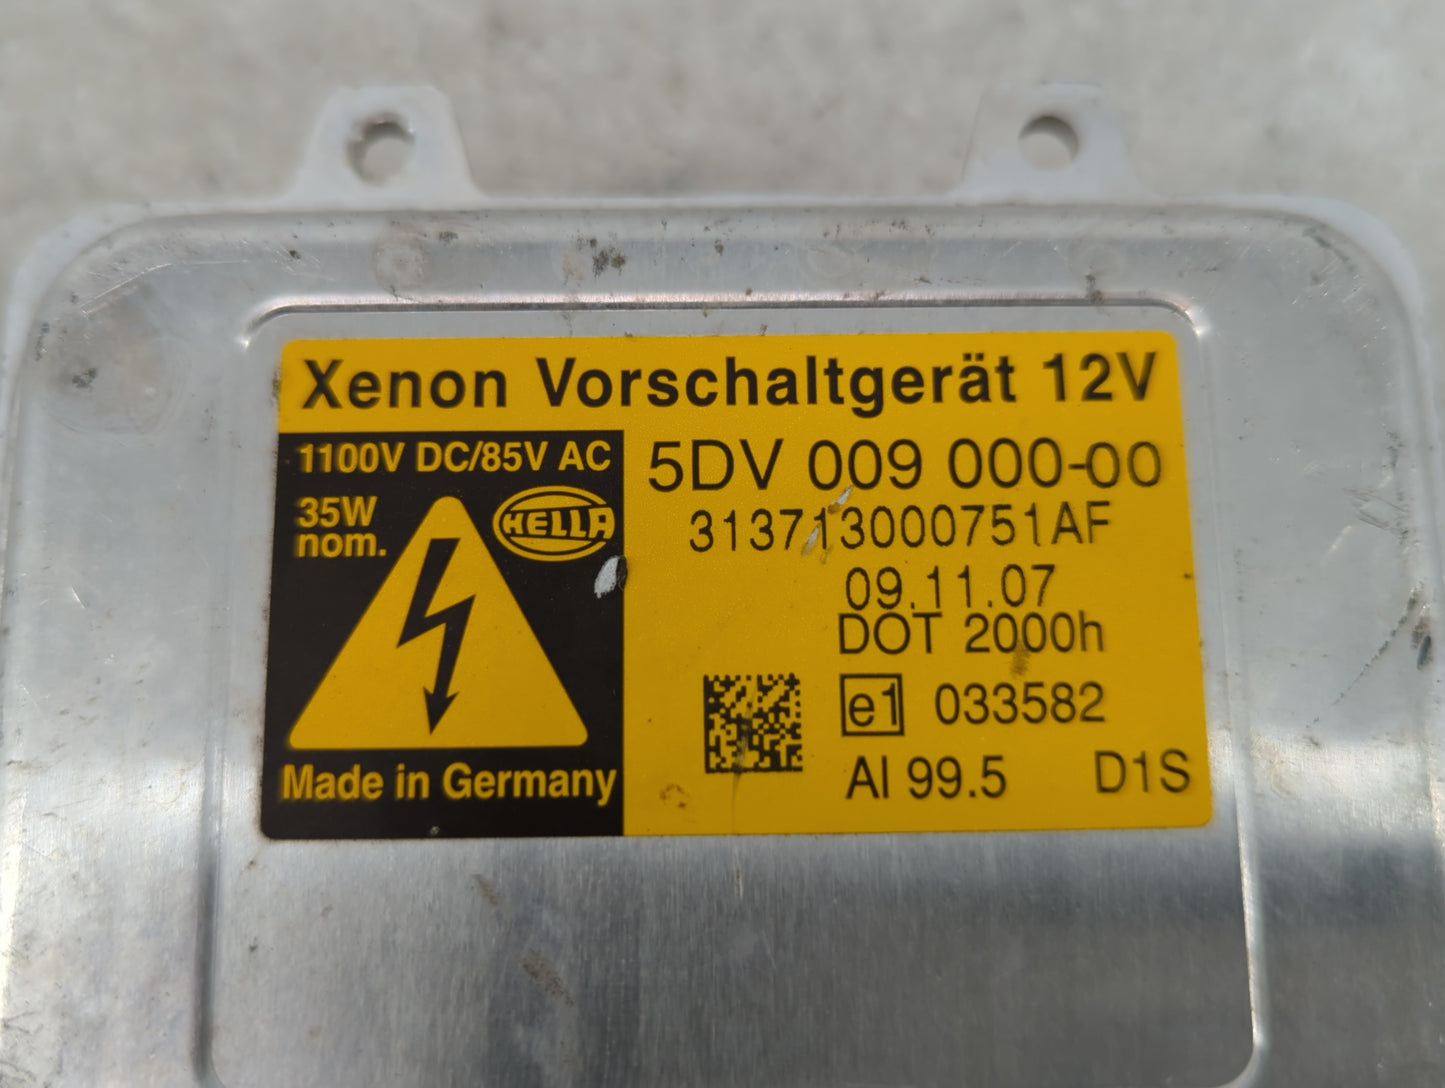 Xenon Vorschaltgerät 12V
1100V DC/85V AC
35W
nom.
HELLA
Made in Germany
5DV 009 000-00
313713000751AF
09.11.07
DOT 2000h
e1 033582
Al 99.5 D1S